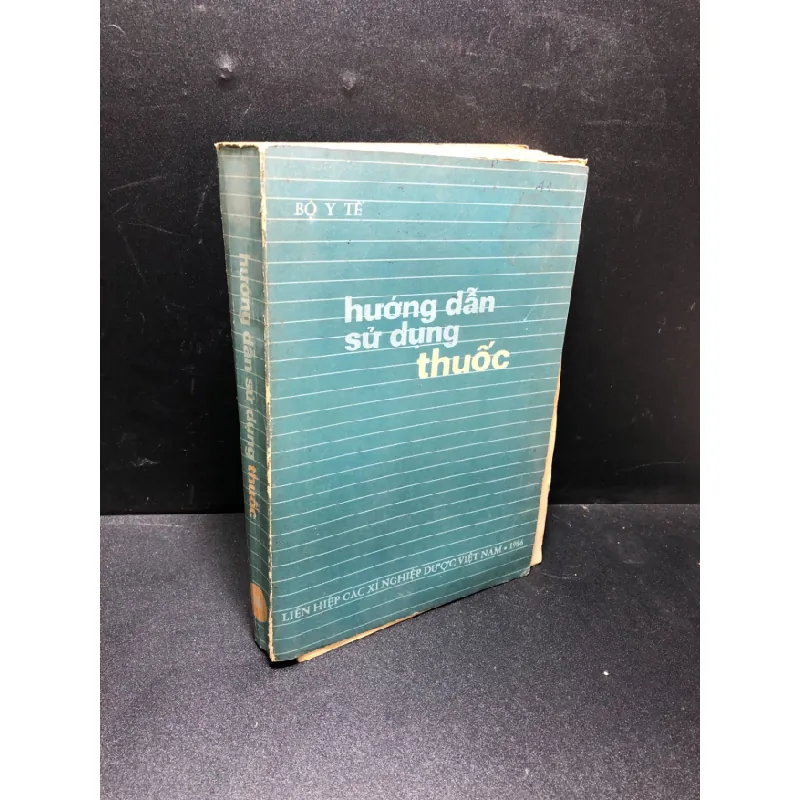 BỘ Y TẾ
hướng dẫn
sử dụng
thuốc
LIÊN HIỆP CÁC XÍ NGHIỆP DƯỢC VIỆT NAM • 1986
hướng dẫn sử dụng thuốc